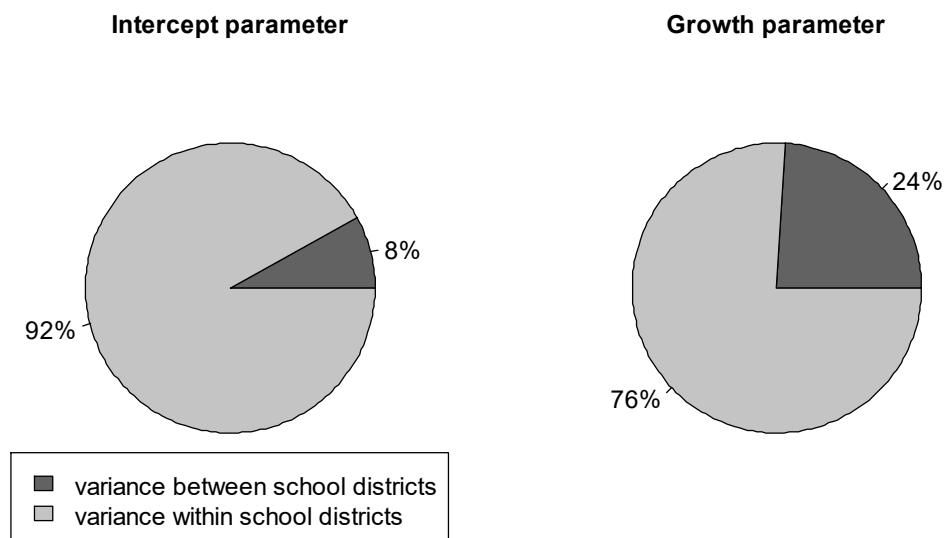 Intercept parameter
Growth parameter
8%
92%
24%
76%
variance between school districts
variance within school districts